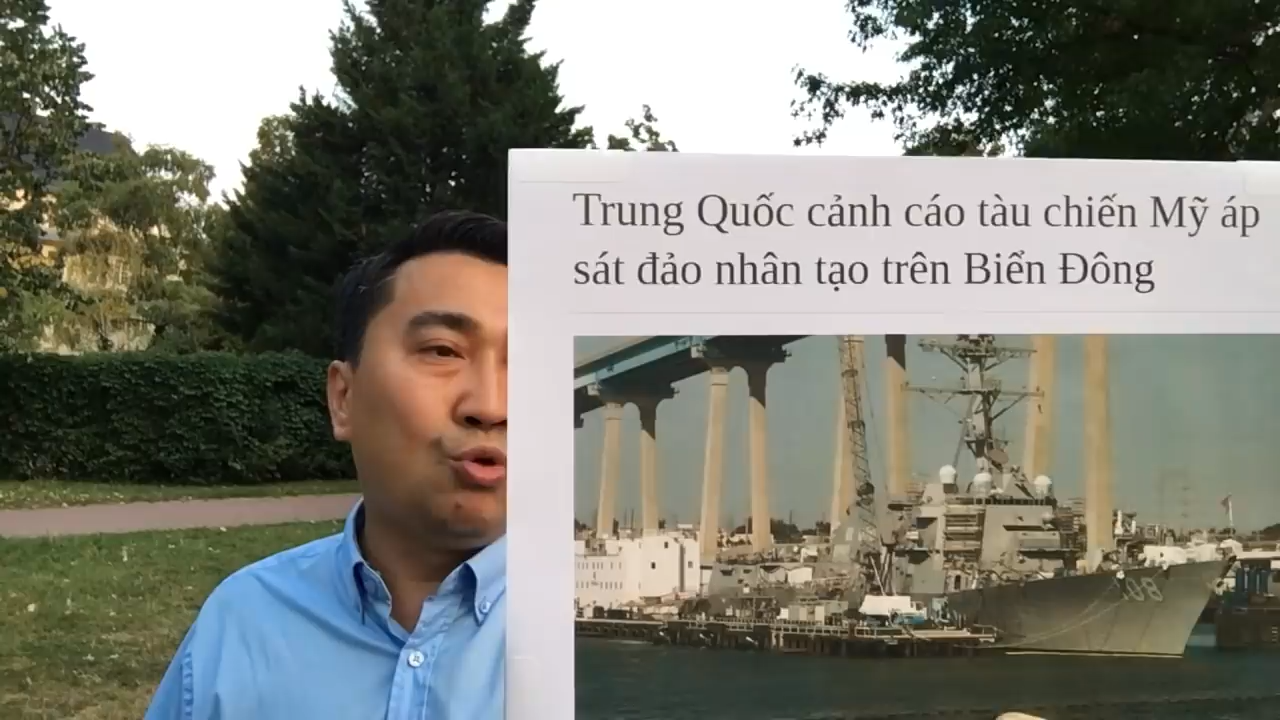 Trung Quốc cảnh cáo tàu chiến Mỹ áp
sát đảo nhân tạo trên Biển Đông